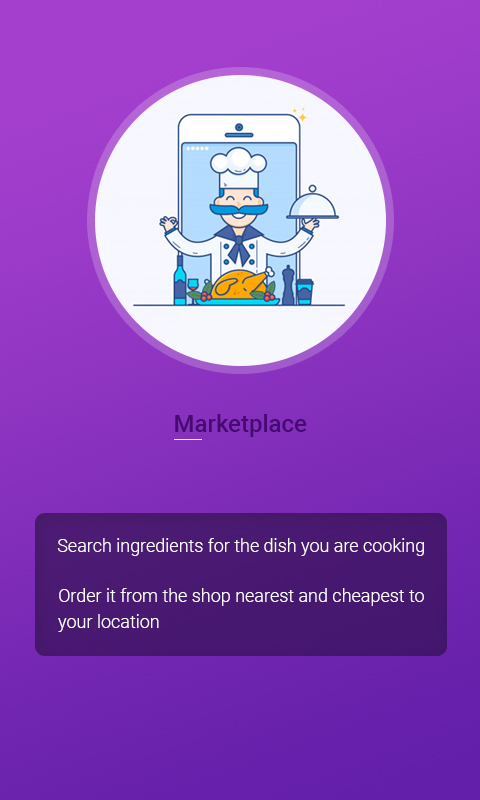 Marketplace
Search ingredients for the dish you are cooking
Order it from the shop nearest and cheapest to
your location